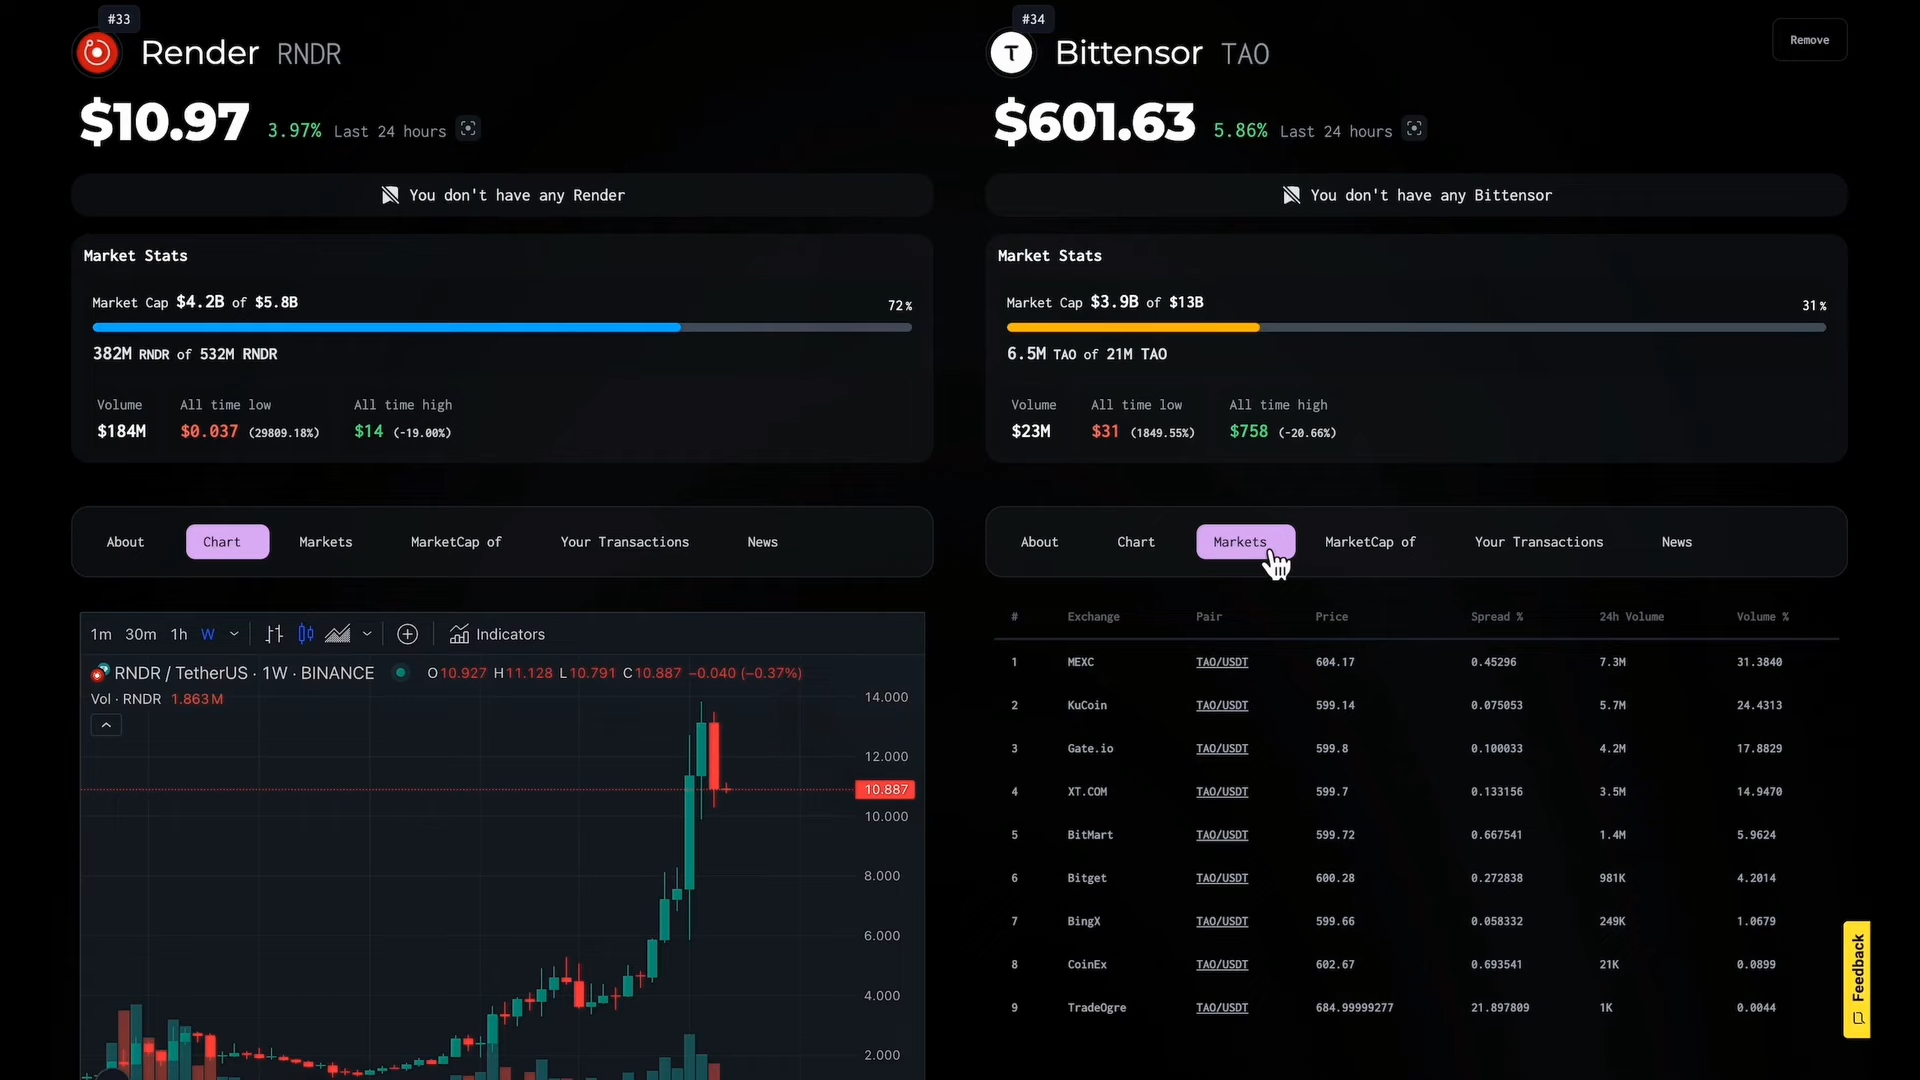 #33
Render RNDR
$10.97 3.97% Last 24 hours
You don't have any Render
Market Stats
Market Cap $4.2B of $5.8B
72%
382M RNDR of 532M RNDR
Volume All time low All time high
$184M $0.037 (29809.18%) $14 (-19.00%)
About Chart Markets MarketCap of Your Transactions News
1m 30m 1h W Indicators
RNDR / TetherUS · 1W · BINANCE O10.927 H11.128 L10.791 C10.887 −0.040 (−0.37%)
Vol · RNDR 1.863M
14.000
12.000
10.887
10.000
8.000
6.000
4.000
2.000
#34
Bittensor TAO
Remove
$601.63 5.86% Last 24 hours
You don't have any Bittensor
Market Stats
Market Cap $3.9B of $13B
31%
6.5M TAO of 21M TAO
Volume All time low All time high
$23M $31 (1849.55%) $758 (-20.66%)
About Chart Markets MarketCap of Your Transactions News
# Exchange Pair Price Spread % 24h Volume Volume %
1 MEXC TAO/USDT 604.17 0.45296 7.3M 31.3840
2 KuCoin TAO/USDT 599.14 0.075053 5.7M 24.4313
3 Gate.io TAO/USDT 599.8 0.100033 4.2M 17.8829
4 XT.COM TAO/USDT 599.7 0.133156 3.5M 14.9470
5 BitMart TAO/USDT 599.72 0.667541 1.4M 5.9624
6 Bitget TAO/USDT 600.28 0.272838 981K 4.2014
7 BingX TAO/USDT 599.66 0.058332 249K 1.0679
8 CoinEx TAO/USDT 602.67 0.693541 21K 0.0899
9 TradeOgre TAO/USDT 684.99999277 21.897809 1K 0.0044
Feedback